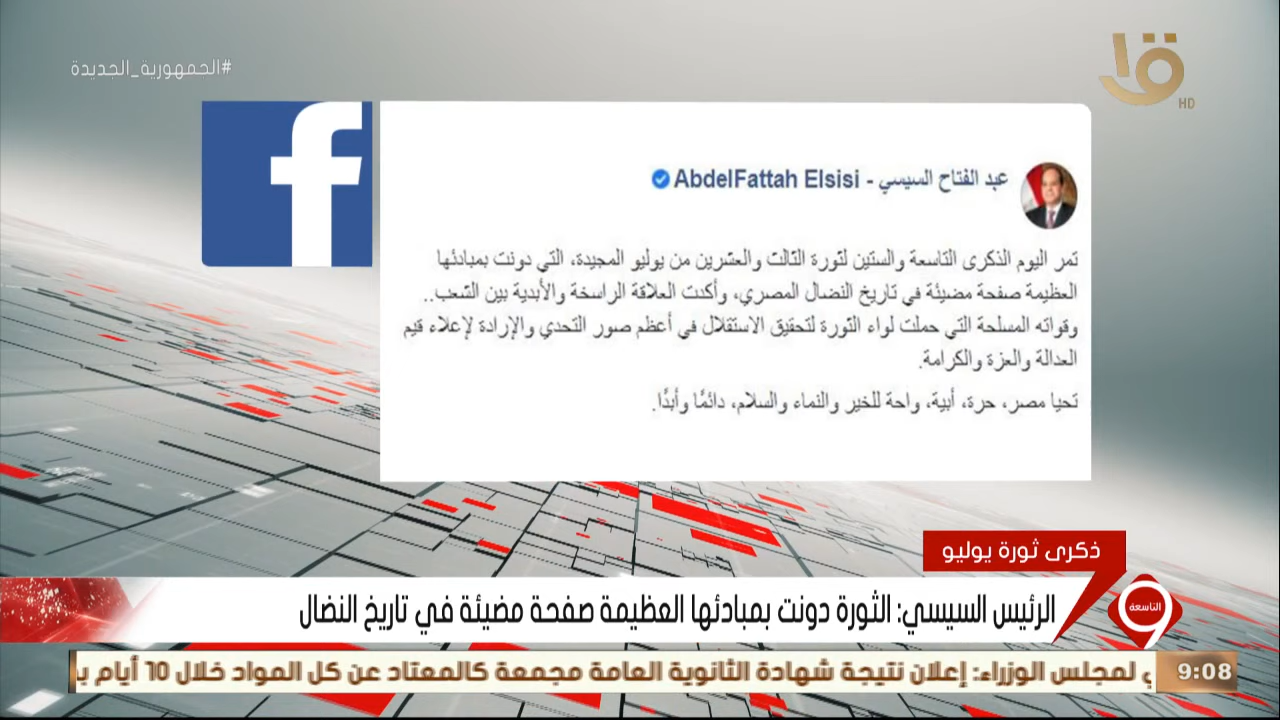 #الجمهورية_الجديدة
HD
عبد الفتاح السيسي - AbdelFattah Elsisi
تمر اليوم الذكرى التاسعة والستين لثورة الثالث والعشرين من يوليو المجيدة، التي دونت بمبادئها
العظيمة صفحة مضيئة في تاريخ النضال المصري، وأكدت العلاقة الراسخة والأبدية بين الشعب..
وقواته المسلحة التي حملت لواء الثورة لتحقيق الاستقلال في أعظم صور التحدي والإرادة لإعلاء قيم
العدالة والعزة والكرامة.
تحيا مصر، حرة، أبية، واحة للخير والنماء والسلام، دائمًا وأبدًا.
ذكرى ثورة يوليو
التاسعة
الرئيس السيسي: الثورة دونت بمبادئها العظيمة صفحة مضيئة في تاريخ النضال
لمجلس الوزراء: إعلان نتيجة شهادة الثانوية العامة مجمعة كالمعتاد عن كل المواد خلال 10 أيام
9:08